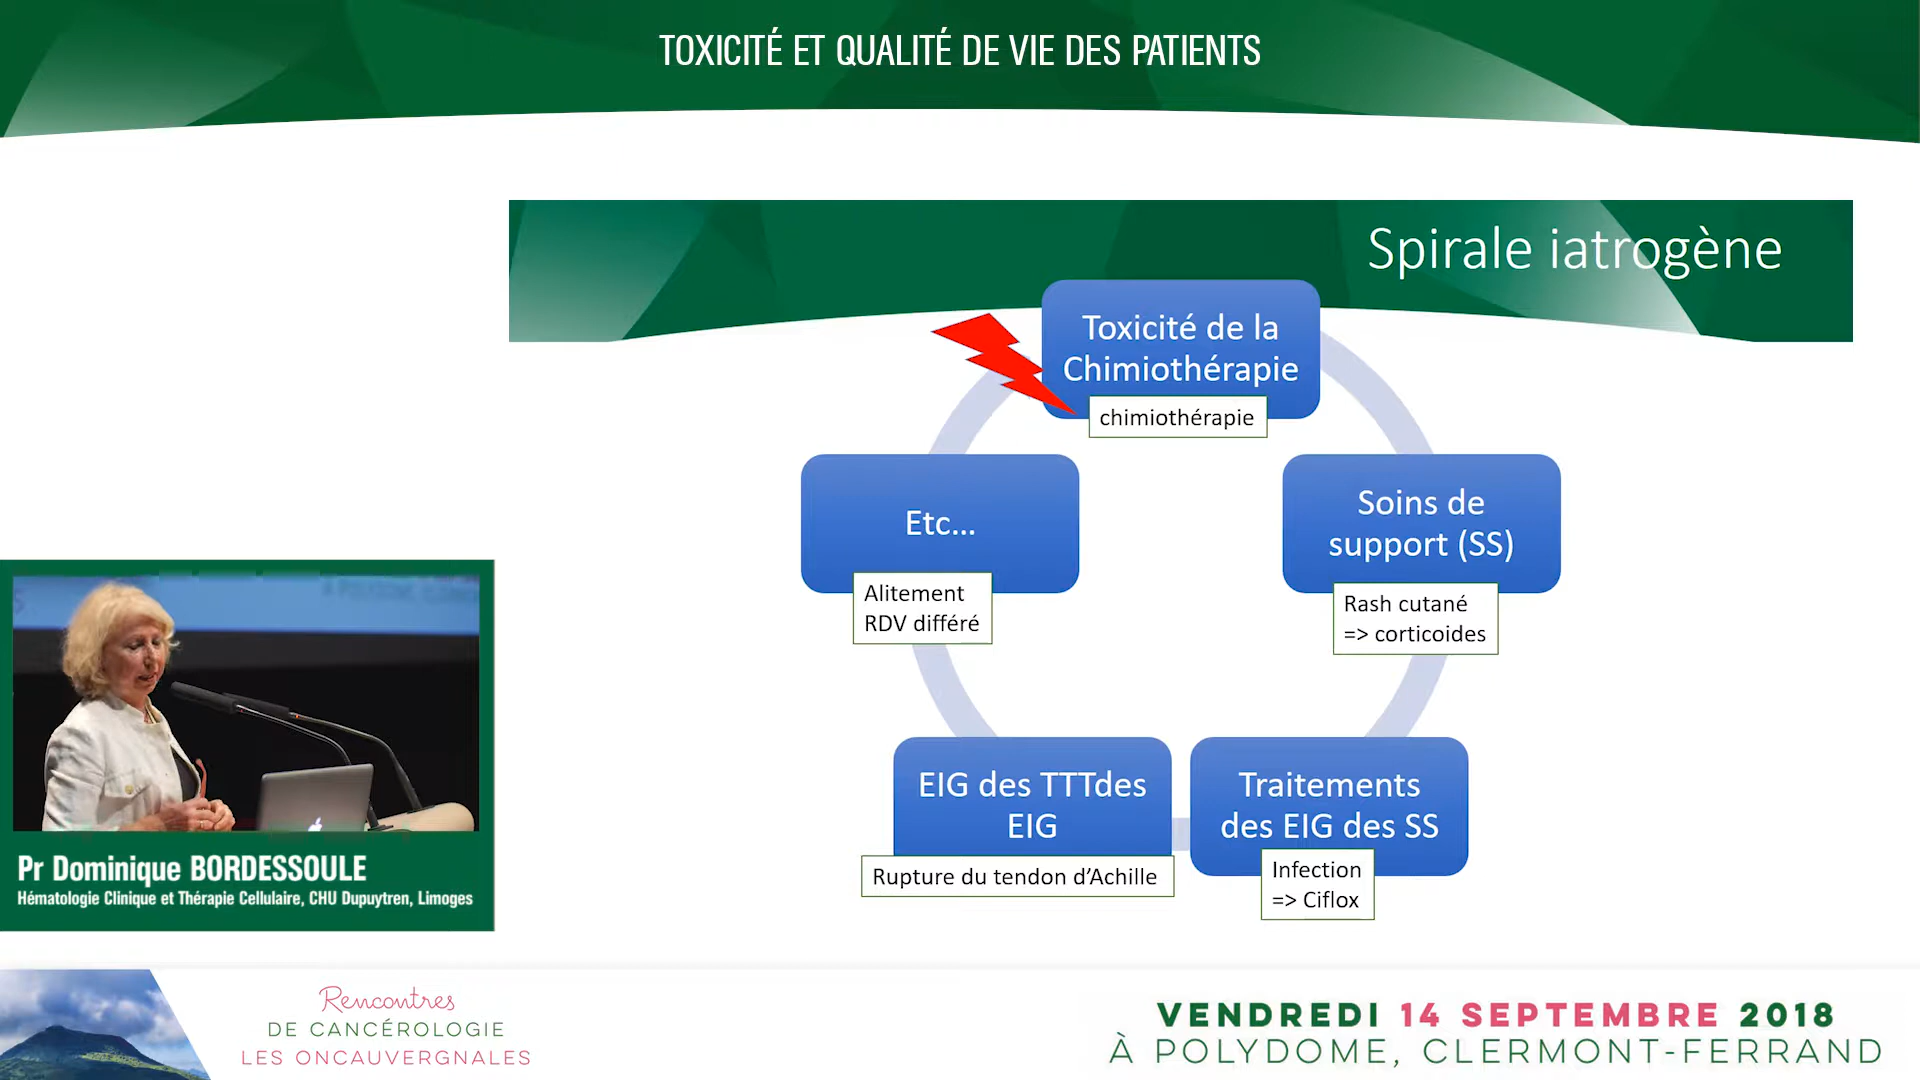 TOXICITÉ ET QUALITÉ DE VIE DES PATIENTS
Spirale iatrogène
Toxicité de la
Chimiothérapie
chimiothérapie
Soins de
support (SS)
Rash cutané
=> corticoides
Traitements
des EIG des SS
Infection
=> Ciflox
EIG des TTTdes
EIG
Rupture du tendon d’Achille
Etc...
Alitement
RDV différé
Pr Dominique BORDESSOULE
Hématologie Clinique et Thérapie Cellulaire, CHU Dupuytren, Limoges
Rencontres
DE CANCÉROLOGIE
LES ONCAUVERGNALES
VENDREDI 14 SEPTEMBRE 2018
À POLYDOME, CLERMONT-FERRAND